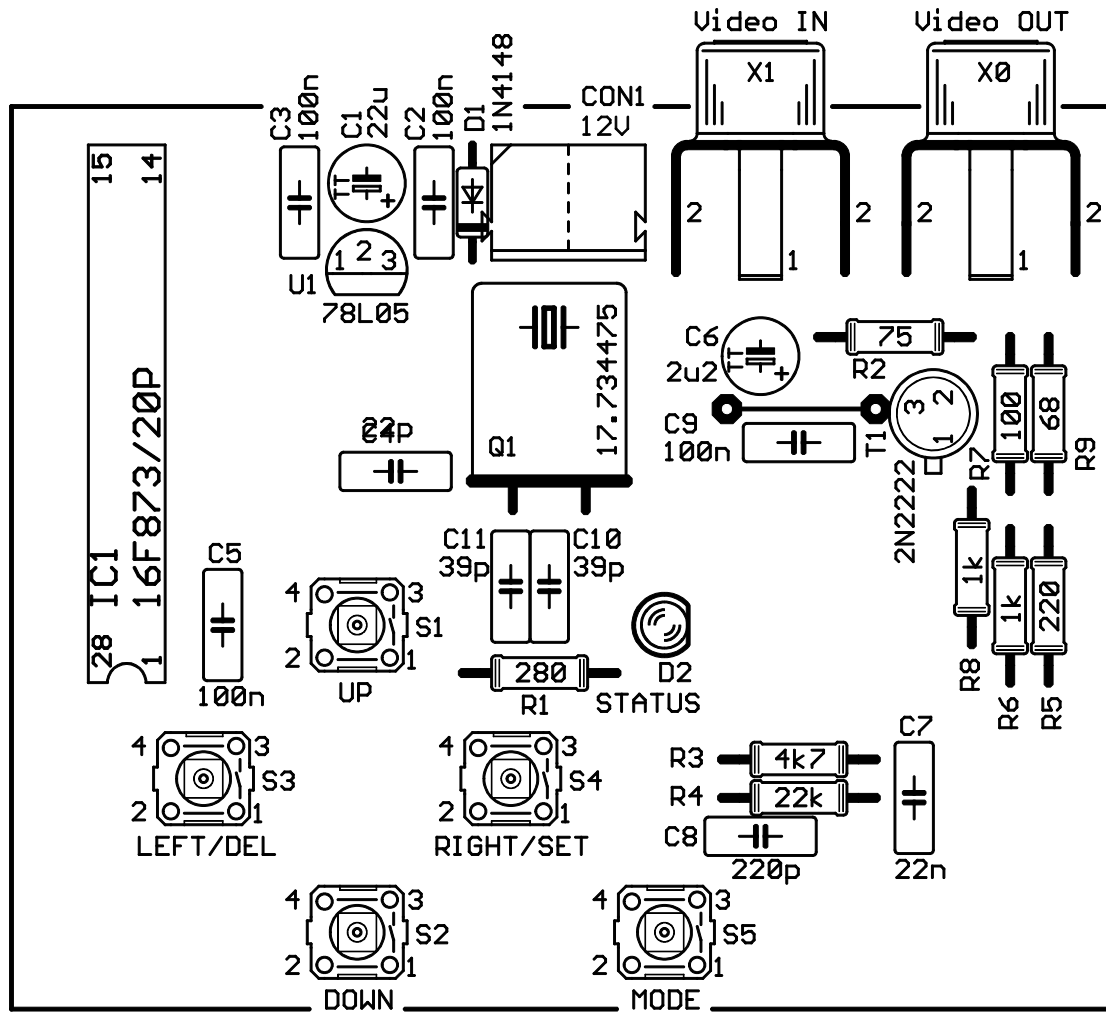 Video IN
Video OUT
X1
X0
CON1
12V
C3
100n
C1
22u
C2
100n
D1
1N4148
15
14
TT
+
2
2
1
2
2
1
1 2 3
U1
78L05
17.734475
Q1
C6
2u2
TT
+
75
R2
C9
100n
T1
3
2
1
2N2222
100
R7
68
R9
C4
16F873/20P
IC1
28
1
C5
100n
C11
39p
C10
39p
4
3
S1
2
1
UP
280
R1
D2
STATUS
1k
R8
1k
R6
220
R5
4
3
S3
2
1
LEFT/DEL
4
3
S4
2
1
RIGHT/SET
R3
4k7
R4
22k
C8
220p
C7
22n
4
3
S2
2
1
DOWN
4
3
S5
2
1
MODE